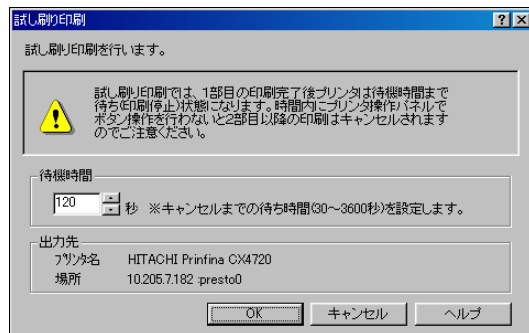 試し刷り印刷
試し刷り印刷を行います。
試し刷り印刷では、1部目の印刷完了後プリンタは待機時間まで
待ち(印刷停止)状態になります。時間内にプリンタ操作パネルで
ボタン操作を行わないと2部目以降の印刷はキャンセルされます
のでご注意ください。
待機時間
120 秒 ※キャンセルまでの待ち時間(30～3600秒)を設定します。
出力先
プリンタ名 HITACHI Prinfina CX4720
場所 10.205.7.182 :presto0
OK キャンセル ヘルプ